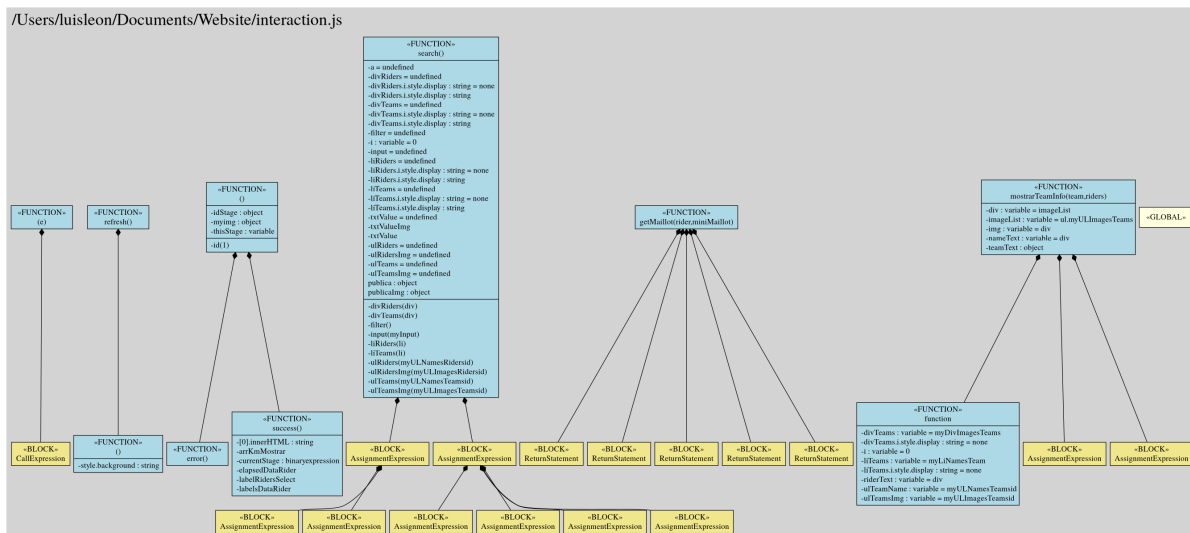 /Users/luisleon/Documents/Website/interaction.js
«FUNCTION»
(e)
«FUNCTION»
refresh()
«FUNCTION»
()
-idStage : object
-myimg : object
-thisStage : variable
-id(1)
«FUNCTION»
search()
-a = undefined
-divRiders = undefined
-divRiders.i.style.display : string = none
-divRiders.i.style.display : string
-divTeams = undefined
-divTeams.i.style.display : string = none
-divTeams.i.style.display : string
-filter = undefined
-i : variable = 0
-input = undefined
-liRiders = undefined
-liRiders.i.style.display : string = none
-liRiders.i.style.display : string
-liTeams = undefined
-liTeams.i.style.display : string = none
-liTeams.i.style.display : string
-txtValue = undefined
-txtValueImg
-txtValue
-ulRiders = undefined
-ulRidersImg = undefined
-ulTeams = undefined
-ulTeamsImg = undefined
publica : object
publicaImg : object
-divRiders(div)
-divTeams(div)
-filter()
-input(myInput)
-liRiders(li)
-liTeams(li)
-ulRiders(myULNamesRidersid)
-ulRidersImg(myULImagesRidersid)
-ulTeams(myULNamesTeamsid)
-ulTeamsImg(myULImagesTeamsid)
«FUNCTION»
getMaillot(rider,miniMaillot)
«FUNCTION»
mostrarTeamInfo(team,riders)
-div : variable = imageList
-imageList : variable = ul.myULImagesTeams
-img : variable = div
-nameText : variable = div
-teamText : object
«GLOBAL»
«BLOCK»
CallExpression
«FUNCTION»
()
-style.background : string
«FUNCTION»
error()
«FUNCTION»
success()
-[0].innerHTML : string
-arrKmMostrar
-currentStage : binaryexpression
-elapsedDataRider
-labelRidersSelect
-labelsDataRider
«BLOCK»
AssignmentExpression
«BLOCK»
AssignmentExpression
«BLOCK»
ReturnStatement
«BLOCK»
ReturnStatement
«BLOCK»
ReturnStatement
«BLOCK»
ReturnStatement
«BLOCK»
ReturnStatement
«FUNCTION»
function
-divTeams : variable = myDivImagesTeams
-divTeams.i.style.display : string = none
-i : variable = 0
-liTeams : variable = myLiNamesTeam
-liTeams.i.style.display : string = none
-riderText : variable = div
-ulTeamName : variable = myULNamesTeamsid
-ulTeamsImg : variable = myULImagesTeamsid
«BLOCK»
AssignmentExpression
«BLOCK»
AssignmentExpression
«BLOCK»
AssignmentExpression
«BLOCK»
AssignmentExpression
«BLOCK»
AssignmentExpression
«BLOCK»
AssignmentExpression
«BLOCK»
AssignmentExpression
«BLOCK»
AssignmentExpression